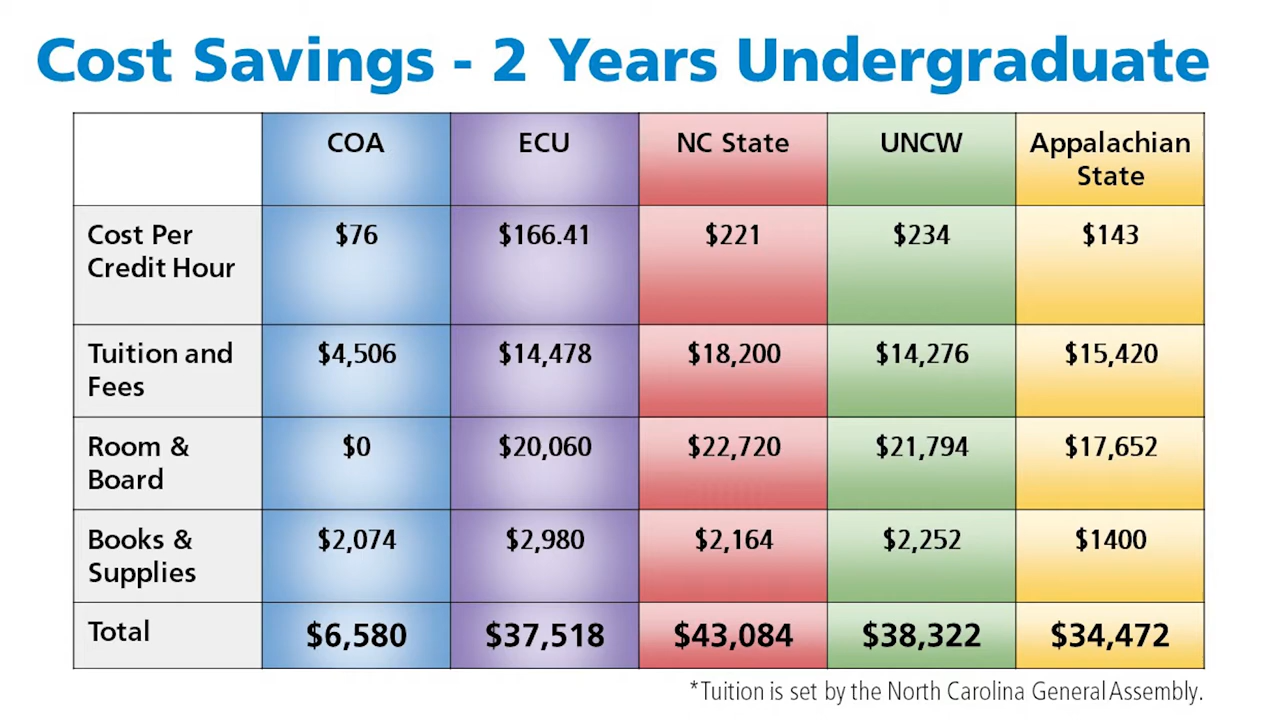 Cost Savings - 2 Years Undergraduate
COA ECU NC State UNCW Appalachian
State
Cost Per $76 $166.41 $221 $234 $143
Credit Hour
Tuition and $4,506 $14,478 $18,200 $14,276 $15,420
Fees
Room & $0 $20,060 $22,720 $21,794 $17,652
Board
Books & $2,074 $2,980 $2,164 $2,252 $1400
Supplies
Total $6,580 $37,518 $43,084 $38,322 $34,472
*Tuition is set by the North Carolina General Assembly.